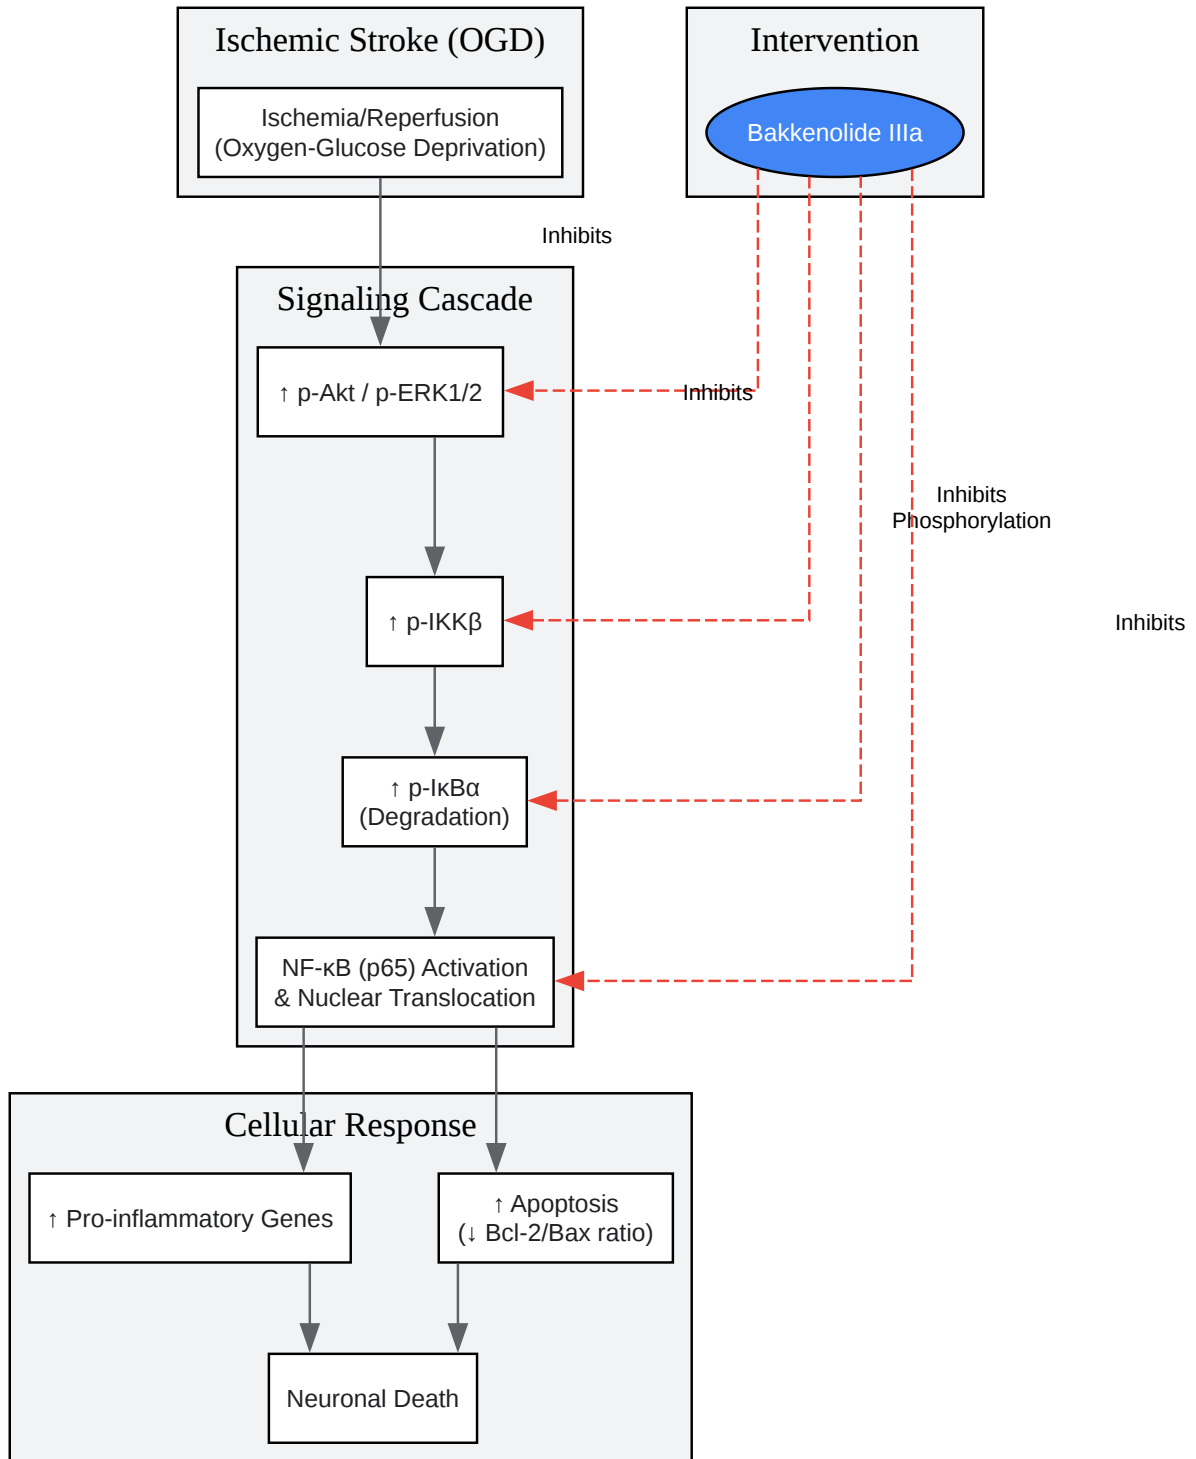 Ischemic Stroke (OGD)
Ischemia/Reperfusion
(Oxygen-Glucose Deprivation)
Intervention
Bakkenolide IIIa
Inhibits
Signaling Cascade
↑ p-Akt / p-ERK1/2
Inhibits
Inhibits
Phosphorylation
↑ p-IKKβ
Inhibits
↑ p-IκBα
(Degradation)
NF-κB (p65) Activation
& Nuclear Translocation
Cellular Response
↑ Pro-inflammatory Genes
↑ Apoptosis
(↓ Bcl-2/Bax ratio)
Neuronal Death